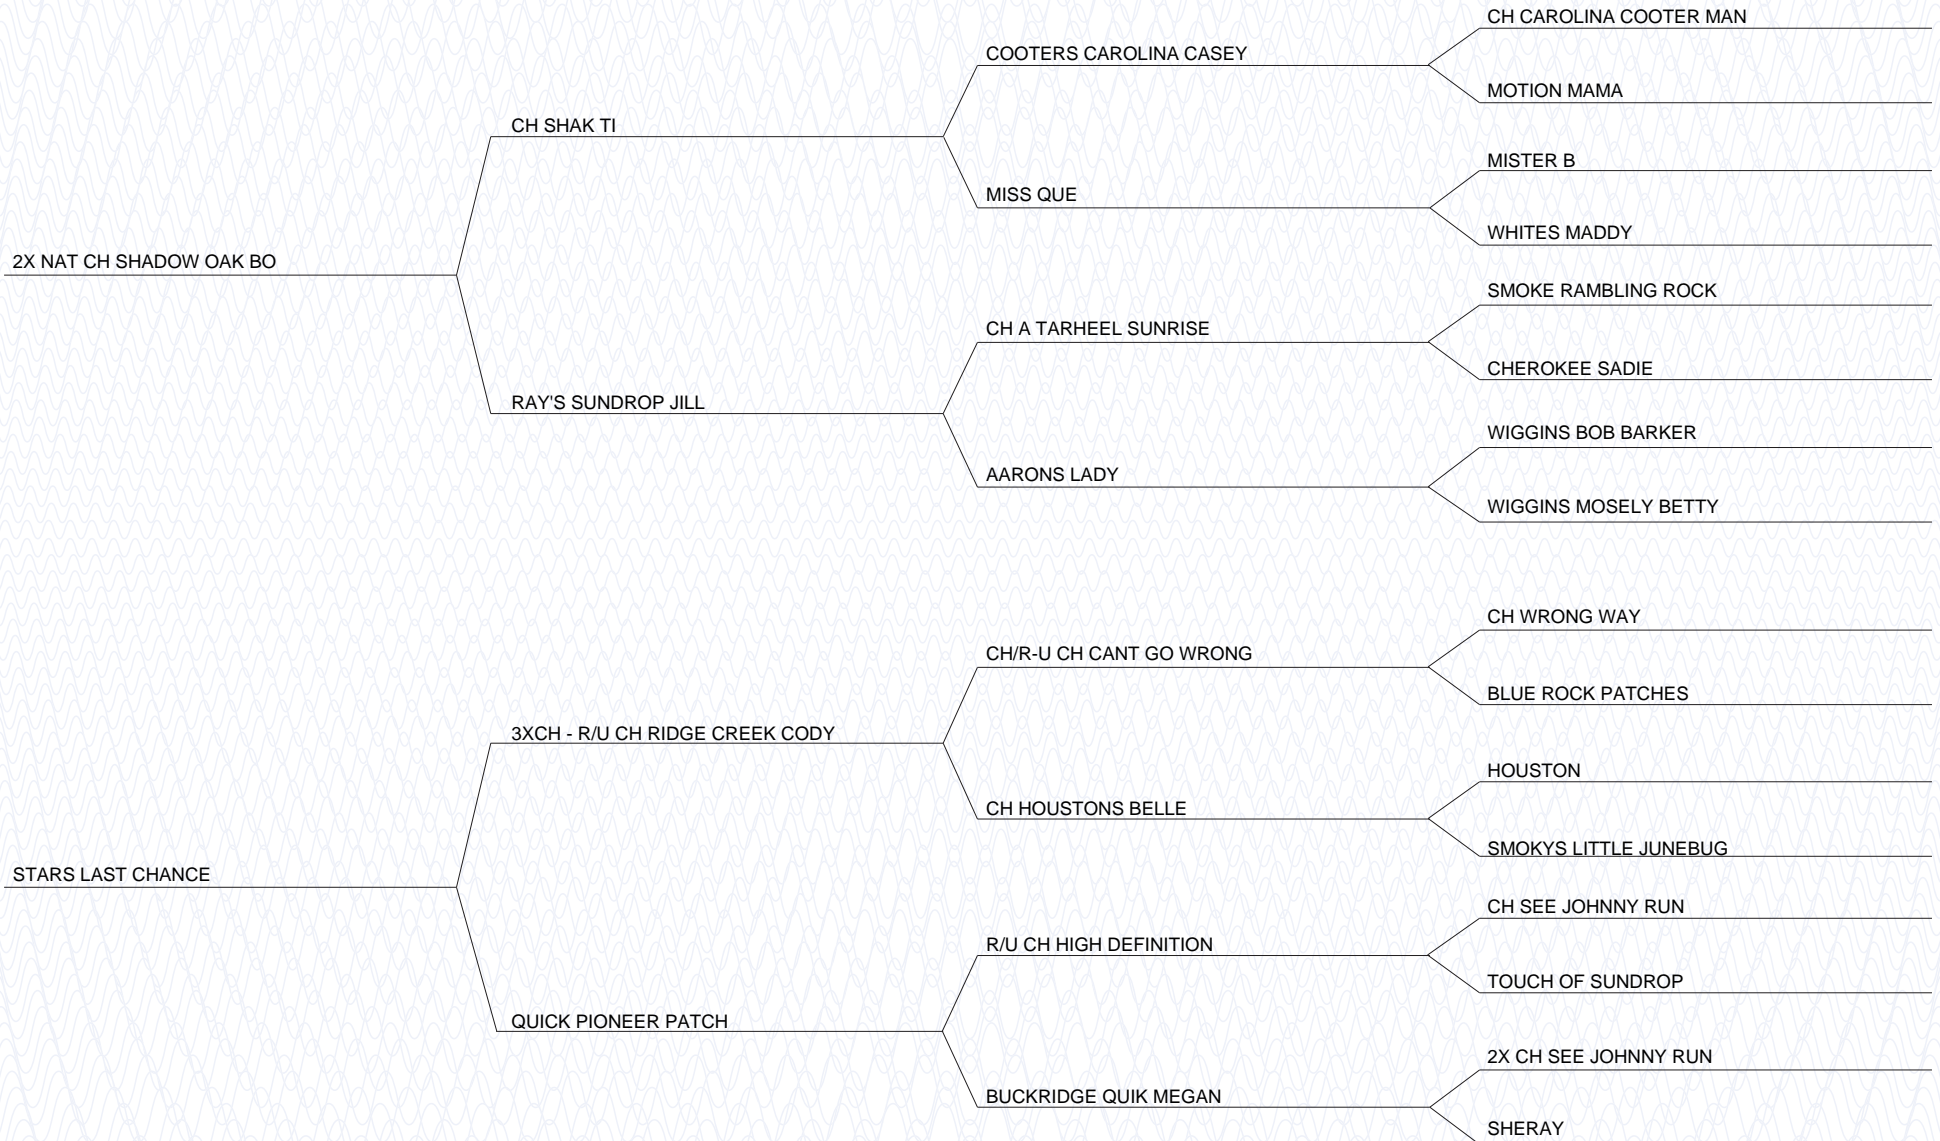 CH CAROLINA COOTER MAN
COOTERS CAROLINA CASEY
MOTION MAMA
CH SHAK TI
MISTER B
MISS QUE
WHITES MADDY
2X NAT CH SHADOW OAK BO
SMOKE RAMBLING ROCK
CH A TARHEEL SUNRISE
CHEROKEE SADIE
RAY'S SUNDROP JILL
WIGGINS BOB BARKER
AARONS LADY
WIGGINS MOSELY BETTY
CH WRONG WAY
CH/R-U CH CANT GO WRONG
BLUE ROCK PATCHES
3XCH - R/U CH RIDGE CREEK CODY
HOUSTON
CH HOUSTONS BELLE
SMOKYS LITTLE JUNEBUG
STARS LAST CHANCE
CH SEE JOHNNY RUN
R/U CH HIGH DEFINITION
TOUCH OF SUNDROP
QUICK PIONEER PATCH
2X CH SEE JOHNNY RUN
BUCKRIDGE QUIK MEGAN
SHERAY